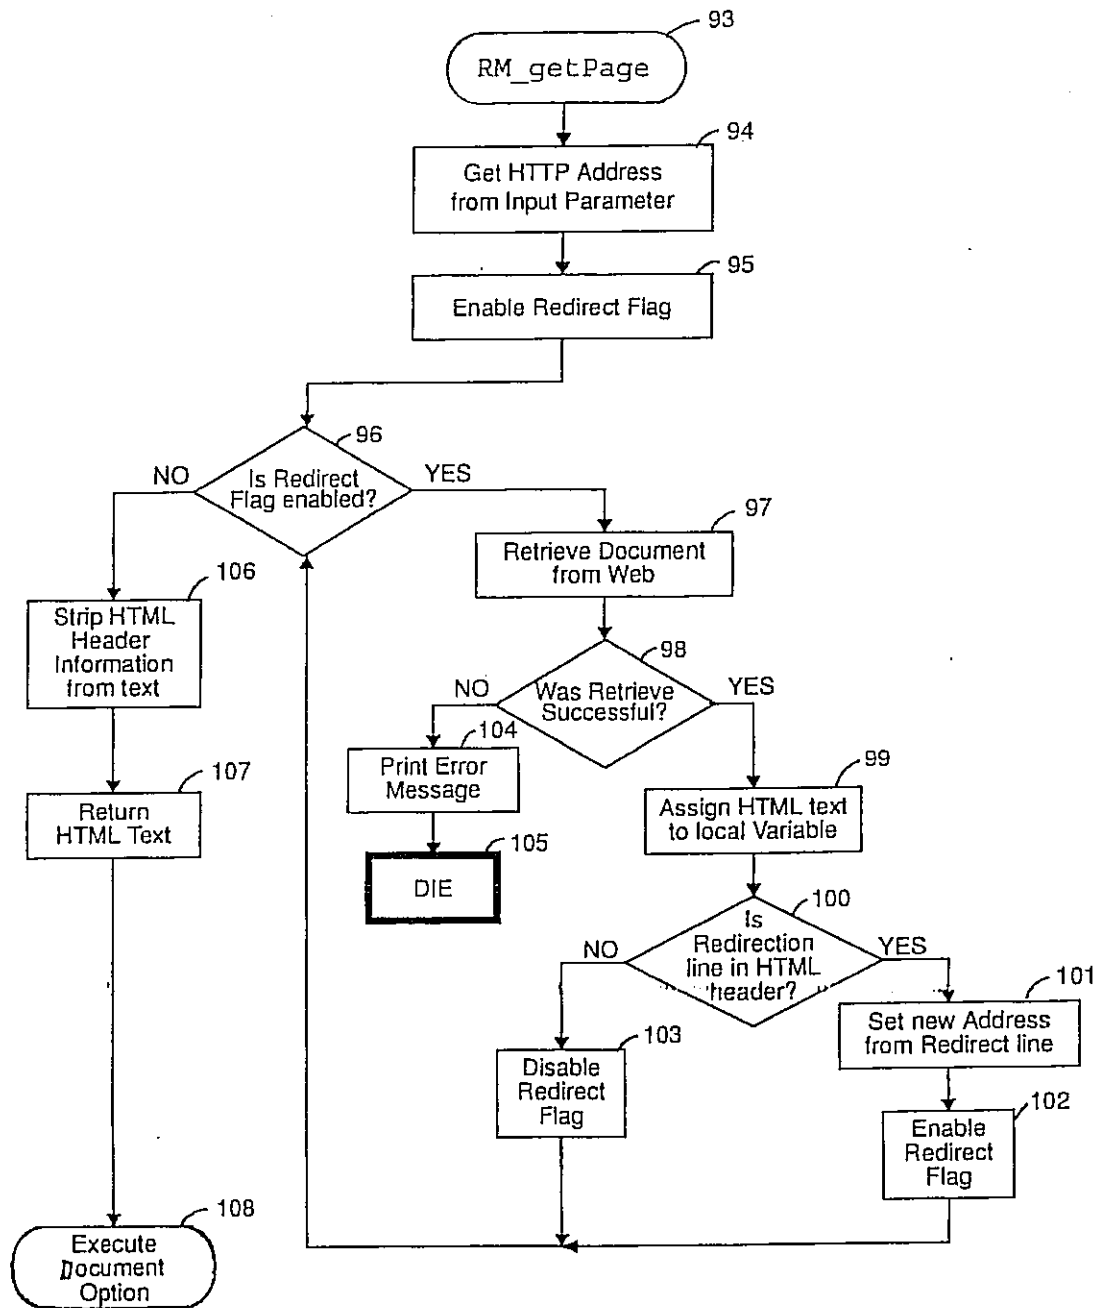 93
RM_getPage
94
Get HTTP Address
from Input Parameter
95
Enable Redirect Flag
96
NO
Is Redirect
Flag enabled?
YES
97
Retrieve Document
from Web
106
Strip HTML
Header
Information
from text
98
NO
Was Retrieve
Successful?
YES
104
Print Error
Message
99
Assign HTML text
to local Variable
107
Return
HTML Text
105
DIE
100
NO
Is
Redirection
line in HTML
header?
YES
101
Set new Address
from Redirect line
103
Disable
Redirect
Flag
102
Enable
Redirect
Flag
108
Execute
Document
Option